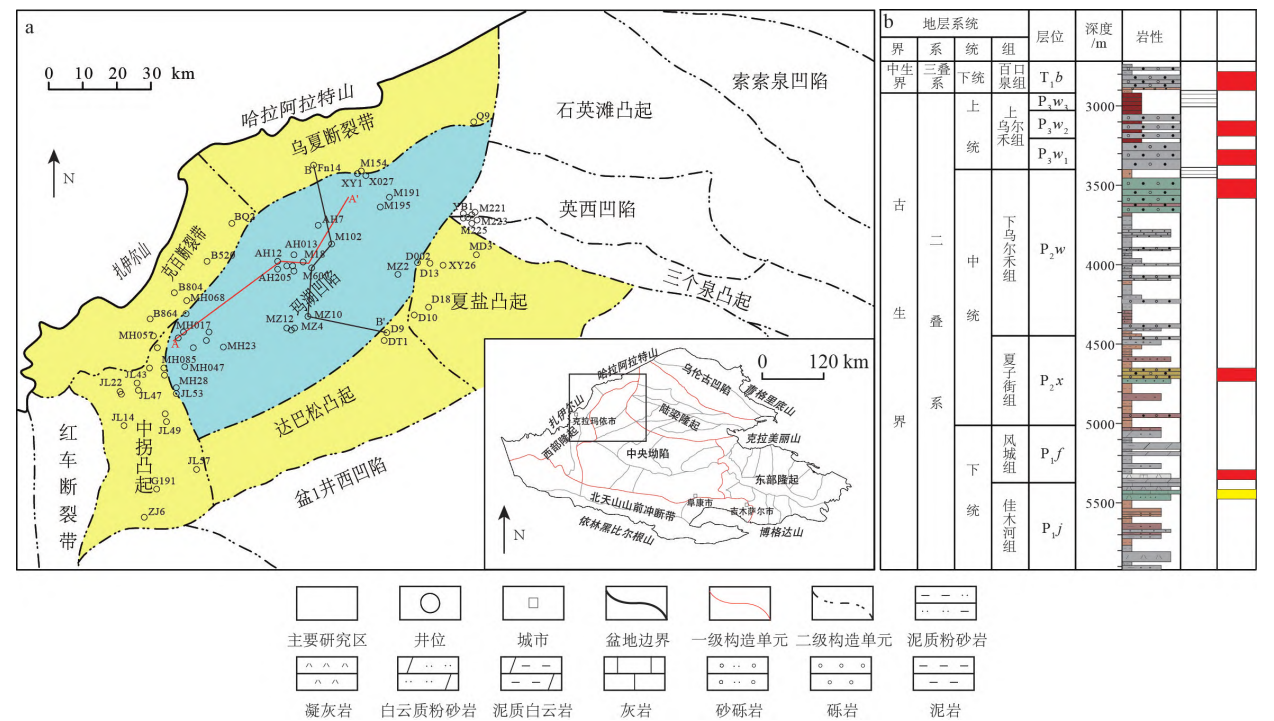 a
0 10 20 30 km
N
哈拉阿拉特山
扎伊尔山
乌夏断裂带
克百断裂带
玛湖凹陷
石英滩凸起
索索泉凹陷
英西凹陷
三个泉凸起
夏盐凸起
达巴松凸起
盆1井西凹陷
中拐凸起
红车断裂带
Q9
B'
Fn14
M154
XY1
X027
M191
M195
A'
AH7
M102
BQ2
B520
AH013
AH12
M18
AH205
YB1
M221
M223
M225
MD3
D002
MZ2
D13
XY26
D18
D10
B804
MH068
B864
MH017
MH057
A
MH23
MZ12
MZ10
MZ4
B'
D9
DT1
MH085
MH047
JL43
JL22
JL47
MH28
JL53
JL14
JL49
JL57
G191
ZJ6
0 120 km
N
哈拉阿拉特山
扎伊尔山
乌伦古凹陷
克拉玛依市
陆梁隆起
西部隆起
克拉美丽山
中央坳陷
东部隆起
北天山山前冲断带
阜康市
吉木萨尔市
依林黑比尔根山
博格达山
b
地层系统
层位
深度/m
岩性
界 系 统 组
中生界 三叠系 下统 百口泉组 T₁b
古生界 二叠系
上统 上乌尔禾组 P₃w₃
P₃w₂
P₃w₁
中统 下乌尔禾组 P₂w
夏子街组 P₂x
下统 风城组 P₁f
佳木河组 P₁j
3000
3500
4000
4500
5000
5500
主要研究区 井位 城市 盆地边界 一级构造单元 二级构造单元 泥质粉砂岩
凝灰岩 白云质粉砂岩 泥质白云岩 灰岩 砂砾岩 砾岩 泥岩